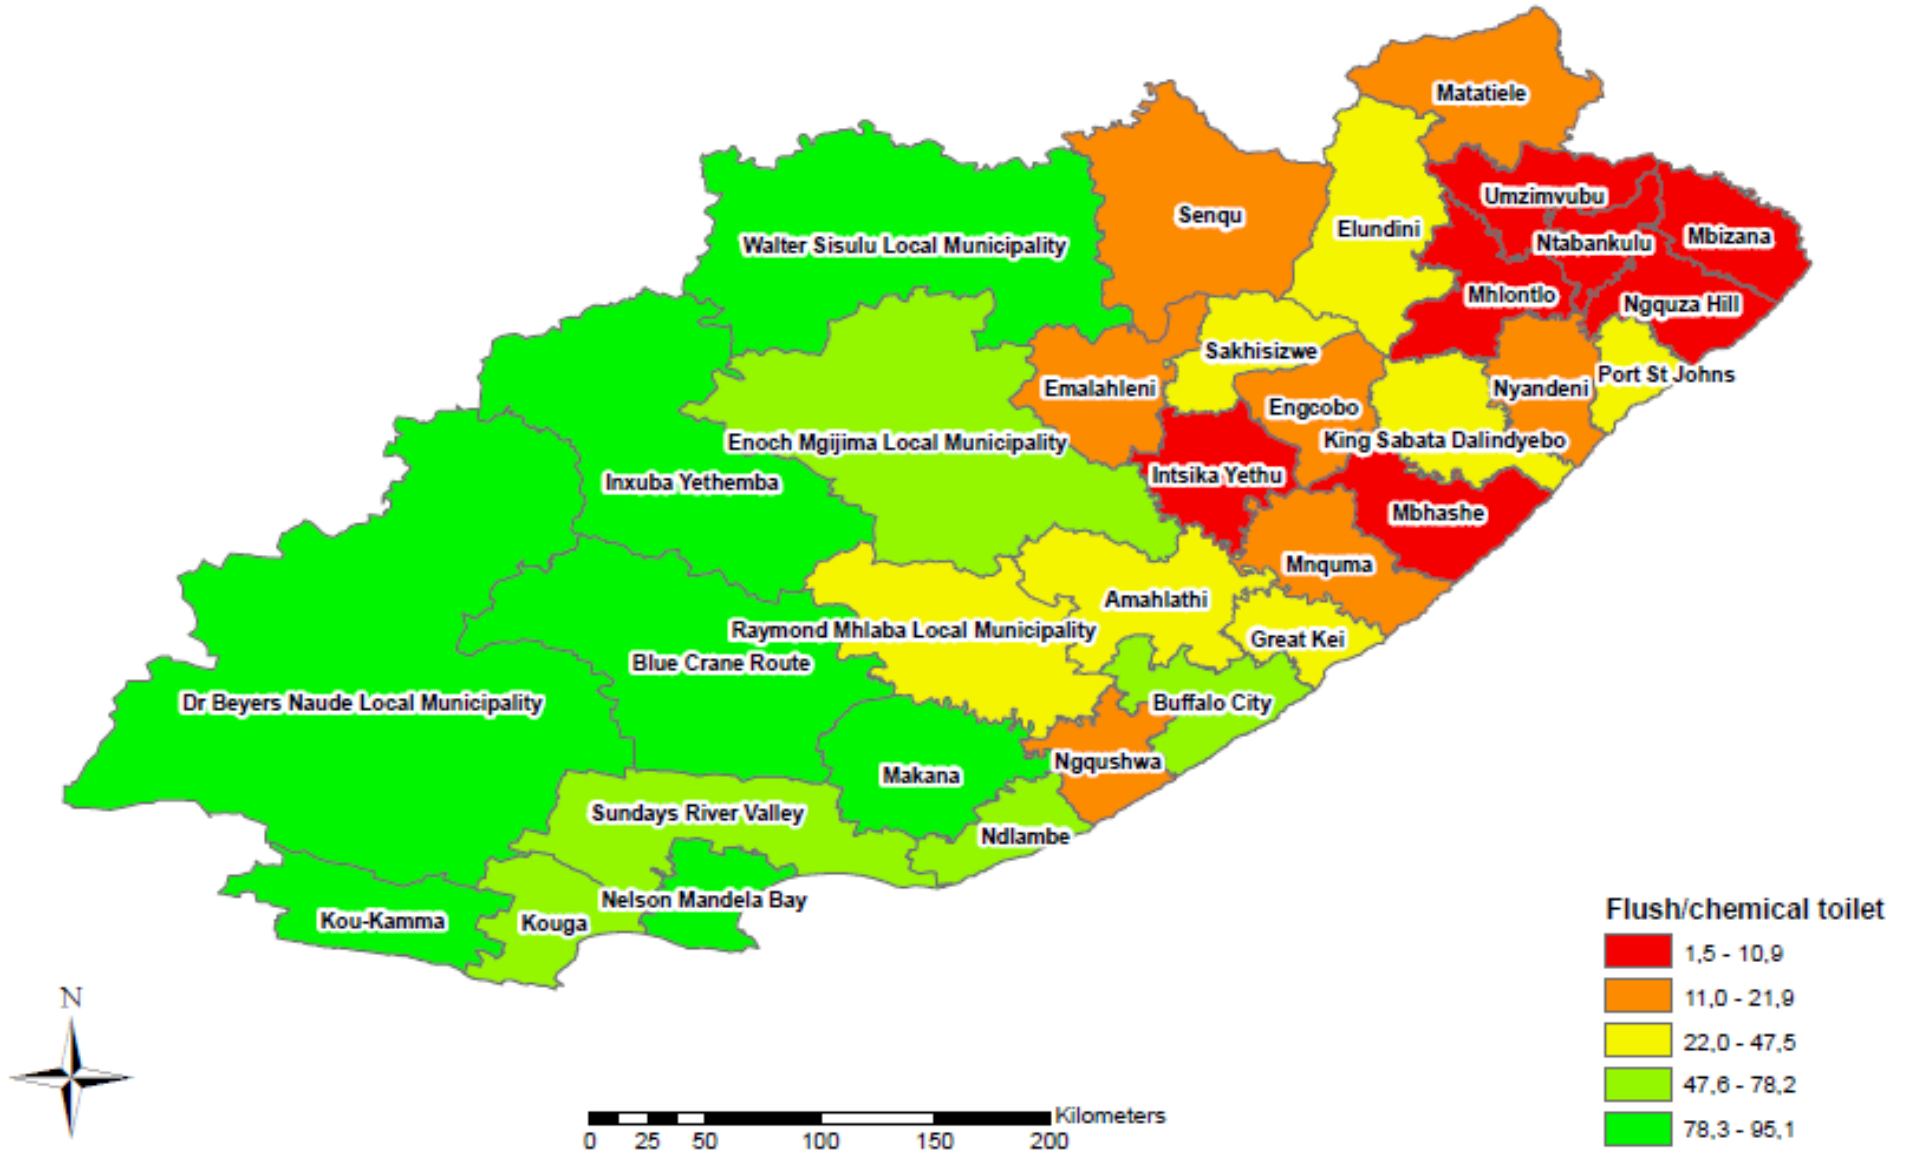 Matatiele
Umzimvubu
Senqu
Elundini
Mbizana
Ntabankulu
Walter Sisulu Local Municipality
Mhlontlo
Ngquza Hill
Sakhisizwe
Port St Johns
Emalahleni
Nyandeni
Engcobo
King Sabata Dalindyebo
Enoch Mgijima Local Municipality
Intsika Yethu
Inxuba Yethemba
Mbhashe
Mnquma
Amahlathi
Raymond Mhlaba Local Municipality
Great Kei
Blue Crane Route
Dr Beyers Naude Local Municipality
Buffalo City
Ngqushwa
Makana
Sundays River Valley
Ndlambe
Nelson Mandela Bay
Kou-Kamma
Kouga
Flush/chemical toilet
1,5 - 10,9
11,0 - 21,9
22,0 - 47,5
47,6 - 78,2
78,3 - 95,1
N
Kilometers
0 25 50 100 150 200